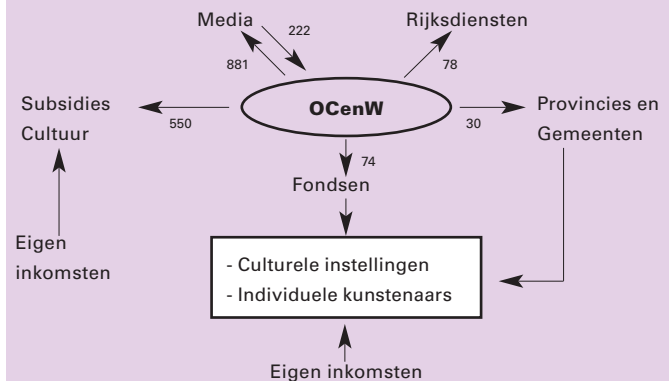 Media
222
Rijksdiensten
881
78
Subsidies
Cultuur
550
OCenW
30
Provincies en
Gemeenten
74
Fondsen
Eigen
inkomsten
- Culturele instellingen
- Individuele kunstenaars
Eigen inkomsten